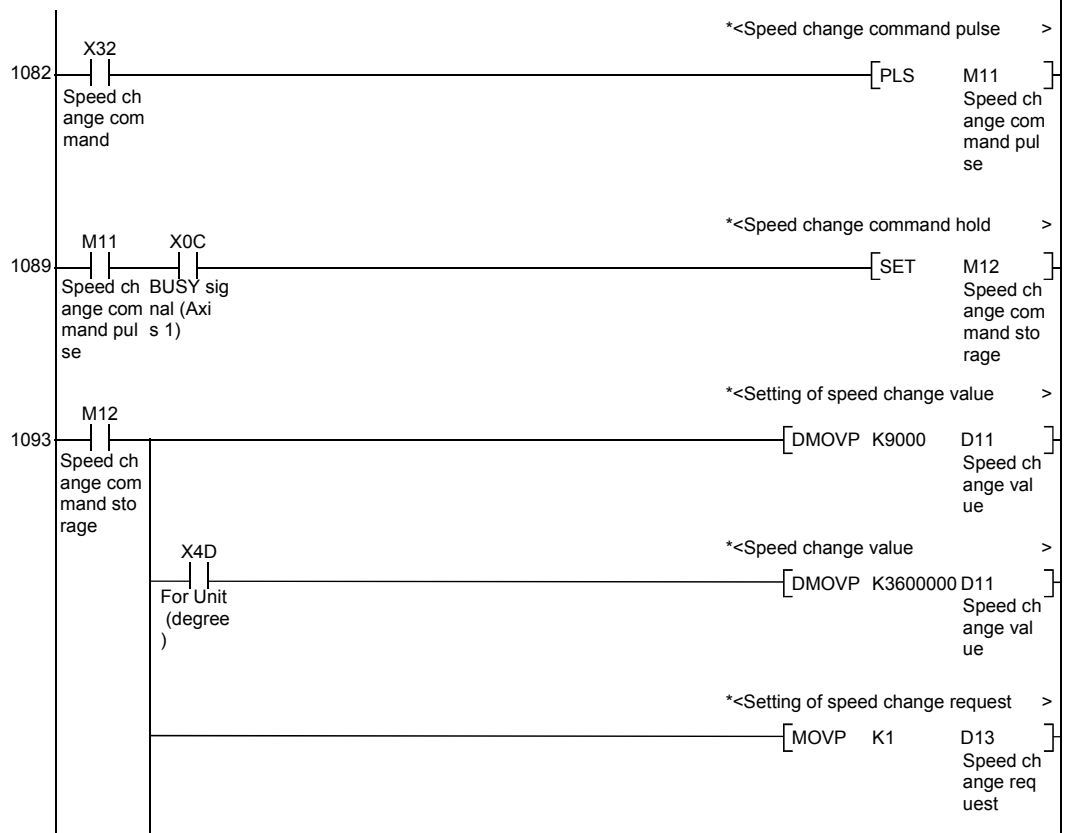 *<Speed change command pulse >
X32
1082
PLS M11
Speed ch
ange com
mand
Speed ch
ange com
mand pul
se
*<Speed change command hold >
M11 X0C
1089
SET M12
Speed ch
ange com
mand pul
se
BUSY sig
nal (Axi
s 1)
Speed ch
ange com
mand sto
rage
*<Setting of speed change value >
M12
1093
DMOVP K9000 D11
Speed ch
ange com
mand sto
rage
Speed ch
ange val
ue
*<Speed change value >
X4D
DMOVP K3600000 D11
For Unit
(degree
)
Speed ch
ange val
ue
*<Setting of speed change request >
MOVP K1 D13
Speed ch
ange req
uest